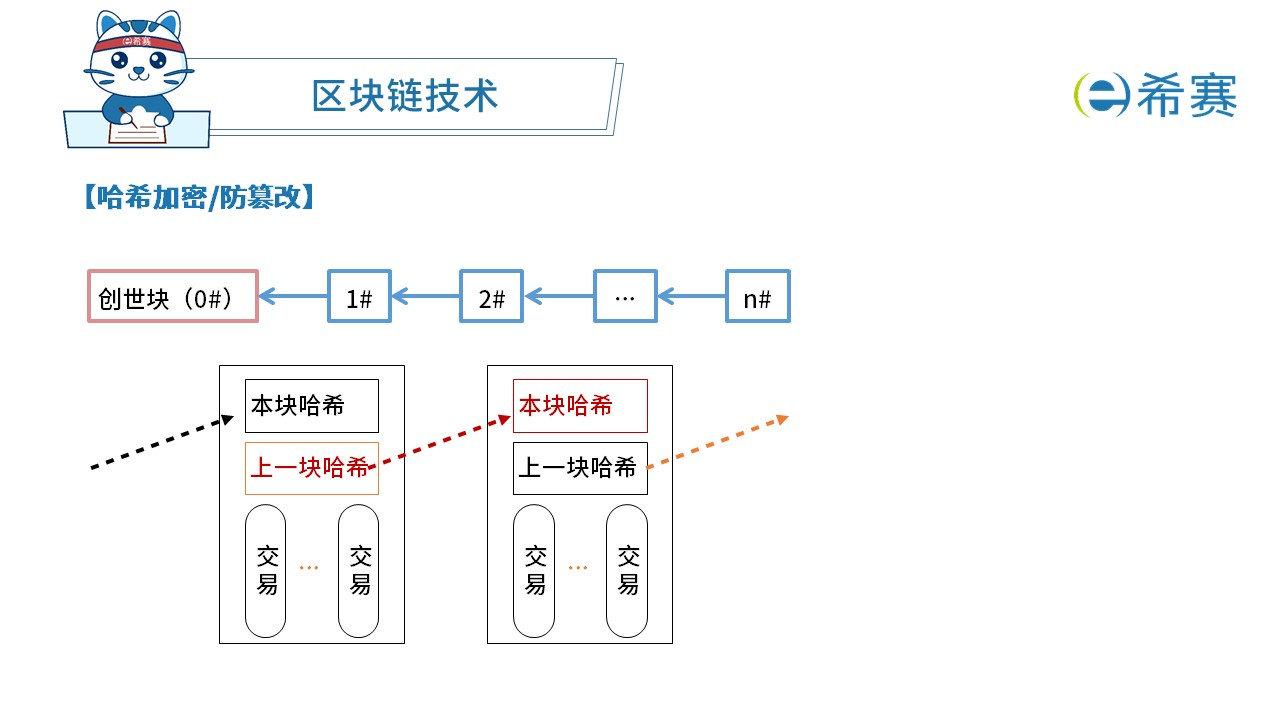 希赛
区块链技术
希赛
【哈希加密/防篡改】
创世块（0#）
1#
2#
...
n#
本块哈希
上一块哈希
交易
...
交易
本块哈希
上一块哈希
交易
...
交易